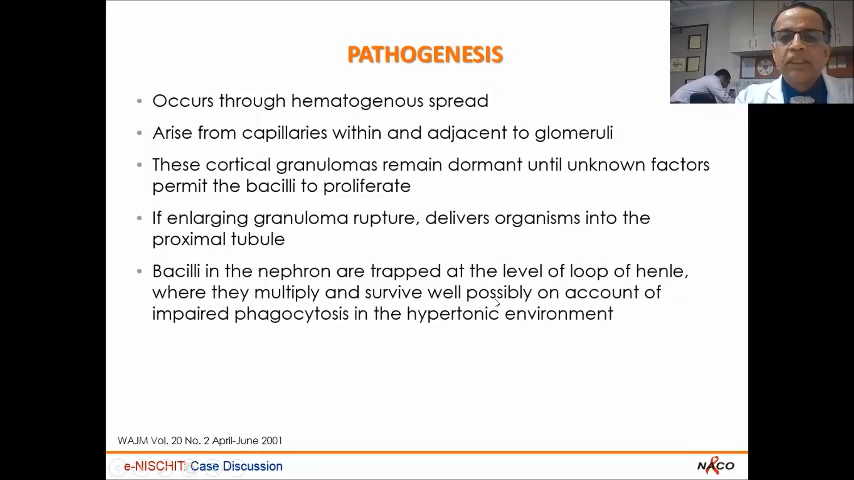 PATHOGENESIS
• Occurs through hematogenous spread
• Arise from capillaries within and adjacent to glomeruli
• These cortical granulomas remain dormant until unknown factors
permit the bacilli to proliferate
• If enlarging granuloma rupture, delivers organisms into the
proximal tubule
• Bacilli in the nephron are trapped at the level of loop of henle,
where they multiply and survive well possibly on account of
impaired phagocytosis in the hypertonic environment
WAJM Vol. 20 No. 2 April-June 2001
e-NISCHIT: Case Discussion
NACO